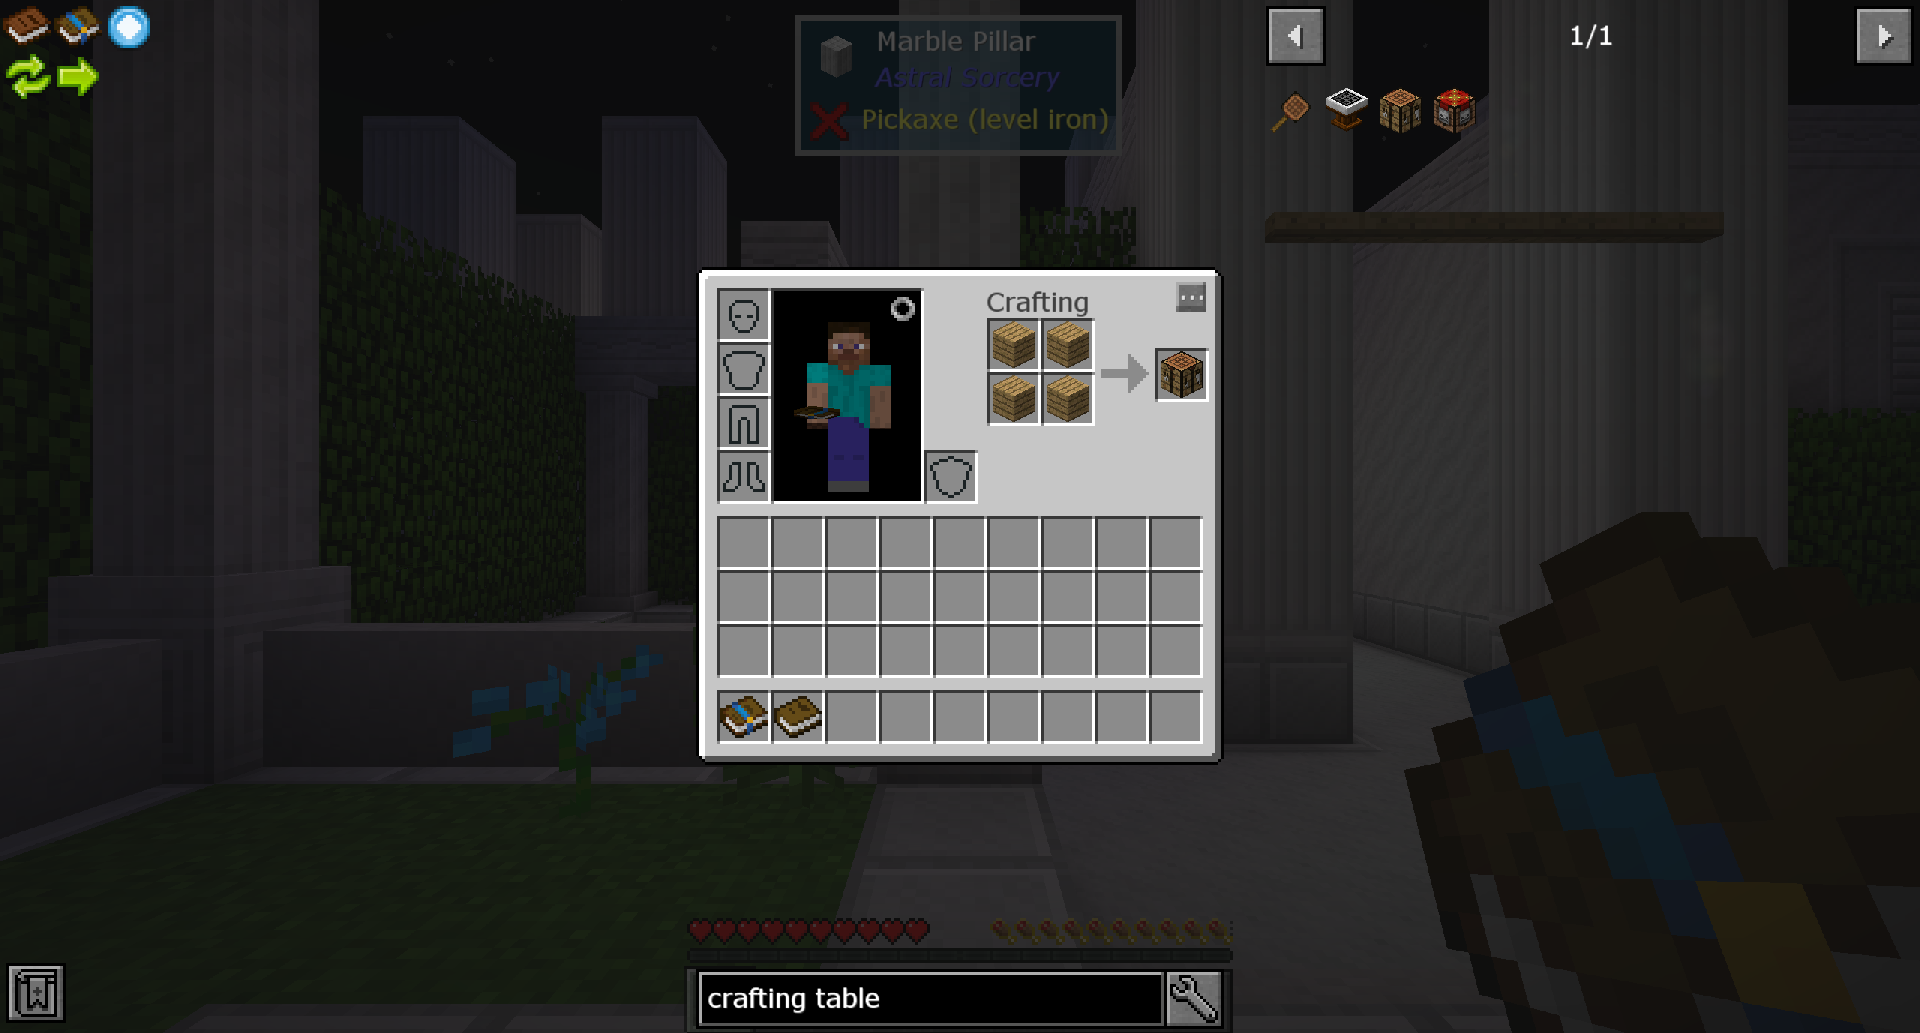 Marble Pillar
Astral Sorcery
Pickaxe (level iron)
1/1
Crafting
crafting table